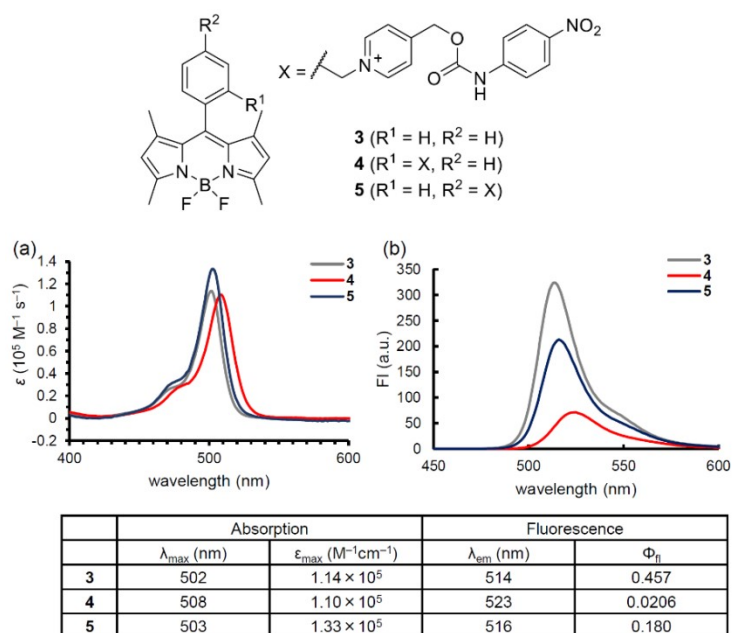 R²
R¹
N
N
B
F
F
X =
N⁺
O
O
N
H
NO₂
3 (R¹ = H, R² = H)
4 (R¹ = X, R² = H)
5 (R¹ = H, R² = X)
(a)
3
4
5
ε (10⁵ M⁻¹ s⁻¹)
1.4
1.2
1
0.8
0.6
0.4
0.2
0
-0.2
400
500
600
wavelength (nm)
(b)
3
4
5
FI (a.u.)
350
300
250
200
150
100
50
0
450
500
550
600
wavelength (nm)
Absorption Fluorescence
λmax (nm) εmax (M⁻¹cm⁻¹) λem (nm) Φfl
3 502 1.14 × 10⁵ 514 0.457
4 508 1.10 × 10⁵ 523 0.0206
5 503 1.33 × 10⁵ 516 0.180